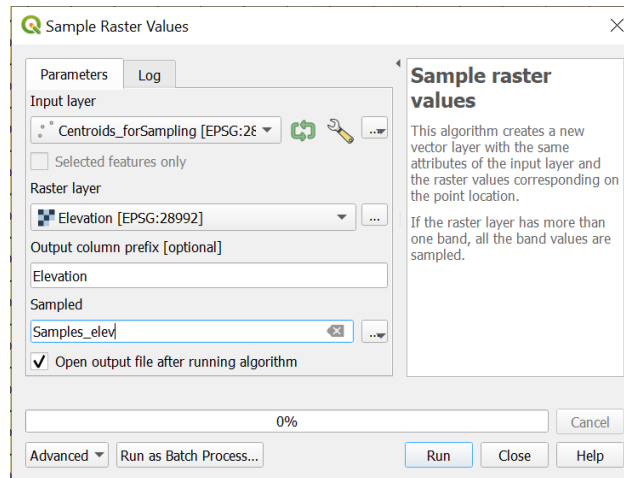 Sample Raster Values
Parameters
Log
Input layer
Centroids_forSampling [EPSG:28
Selected features only
Raster layer
Elevation [EPSG:28992]
...
Output column prefix [optional]
Elevation
Sampled
Samples_elev
Open output file after running algorithm
Sample raster
values
This algorithm creates a new
vector layer with the same
attributes of the input layer and
the raster values corresponding on
the point location.
If the raster layer has more than
one band, all the band values are
sampled.
0%
Cancel
Advanced
Run as Batch Process...
Run
Close
Help